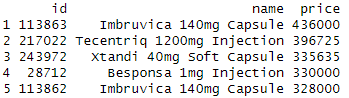 id name price
1 113863 Imbruvica 140mg Capsule 436000
2 217022 Tecentriq 1200mg Injection 396725
3 243972 Xtandi 40mg Soft Capsule 335635
4 28712 Besponsa 1mg Injection 330000
5 113862 Imbruvica 140mg Capsule 328000